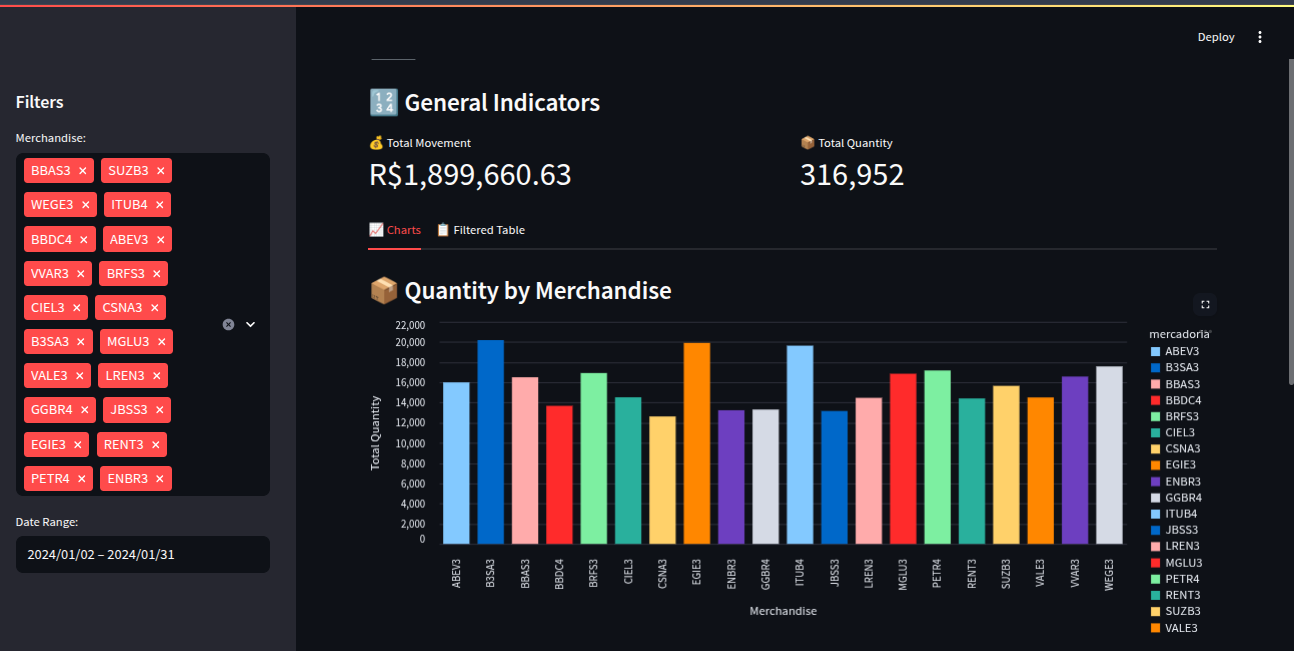 Deploy
Filters
Merchandise:
BBAS3 × SUZB3 ×
WEGE3 × ITUB4 ×
BBDC4 × ABEV3 ×
VVAR3 × BRFS3 ×
CIEL3 × CSNA3 ×
B3SA3 × MGLU3 ×
VALE3 × LREN3 ×
GGBR4 × JBSS3 ×
EGIE3 × RENT3 ×
PETR4 × ENBR3 ×
Date Range:
2024/01/02 – 2024/01/31
1234 General Indicators
Total Movement
R$1,899,660.63
Total Quantity
316,952
Charts
Filtered Table
Quantity by Merchandise
Total Quantity
22,000
20,000
18,000
16,000
14,000
12,000
10,000
8,000
6,000
4,000
2,000
0
ABEV3
B3SA3
BBAS3
BBDC4
BRFS3
CIEL3
CSNA3
EGIE3
ENBR3
GGBR4
ITUB4
JBSS3
LREN3
MGLU3
PETR4
RENT3
SUZB3
VALE3
VVAR3
WEGE3
Merchandise
mercadoria
ABEV3
B3SA3
BBAS3
BBDC4
BRFS3
CIEL3
CSNA3
EGIE3
ENBR3
GGBR4
ITUB4
JBSS3
LREN3
MGLU3
PETR4
RENT3
SUZB3
VALE3